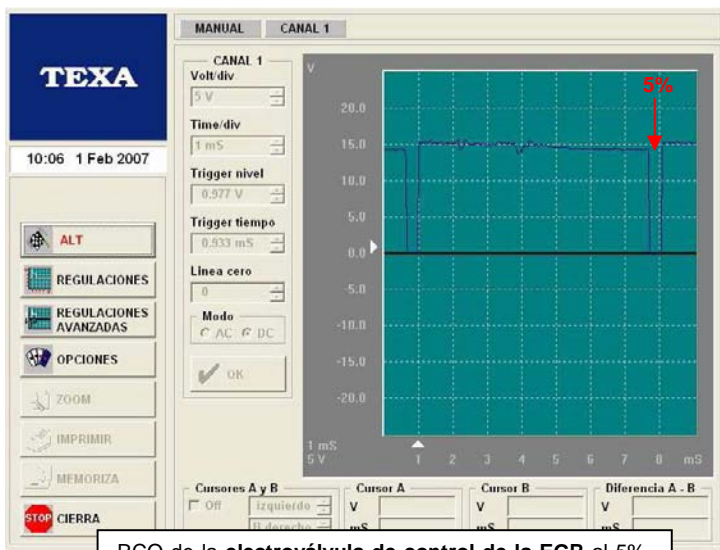 MANUAL
CANAL 1
TEXA
10:06 1 Feb 2007
ALT
REGULACIONES
REGULACIONES
AVANZADAS
OPCIONES
ZOOM
IMPRIMIR
MEMORIZA
STOP
CIERRA
CANAL 1
Volt/div
5 V
Time/div
1 mS
Trigger nivel
0.977 V
Trigger tiempo
0.933 mS
Linea cero
0
Modo
AC
DC
OK
V
20.0
15.0
10.0
5.0
0.0
-5.0
-10.0
-15.0
-20.0
5%
1 mS
5 V
1 2 3 4 5 6 7 8 mS
Cursores A y B
Off
izquierdo
B derecho
Cursor A
V
mS
Cursor B
V
mS
Diferencia A - B
V
mS
RCO de la electroválvula de control de la EGR al 5%